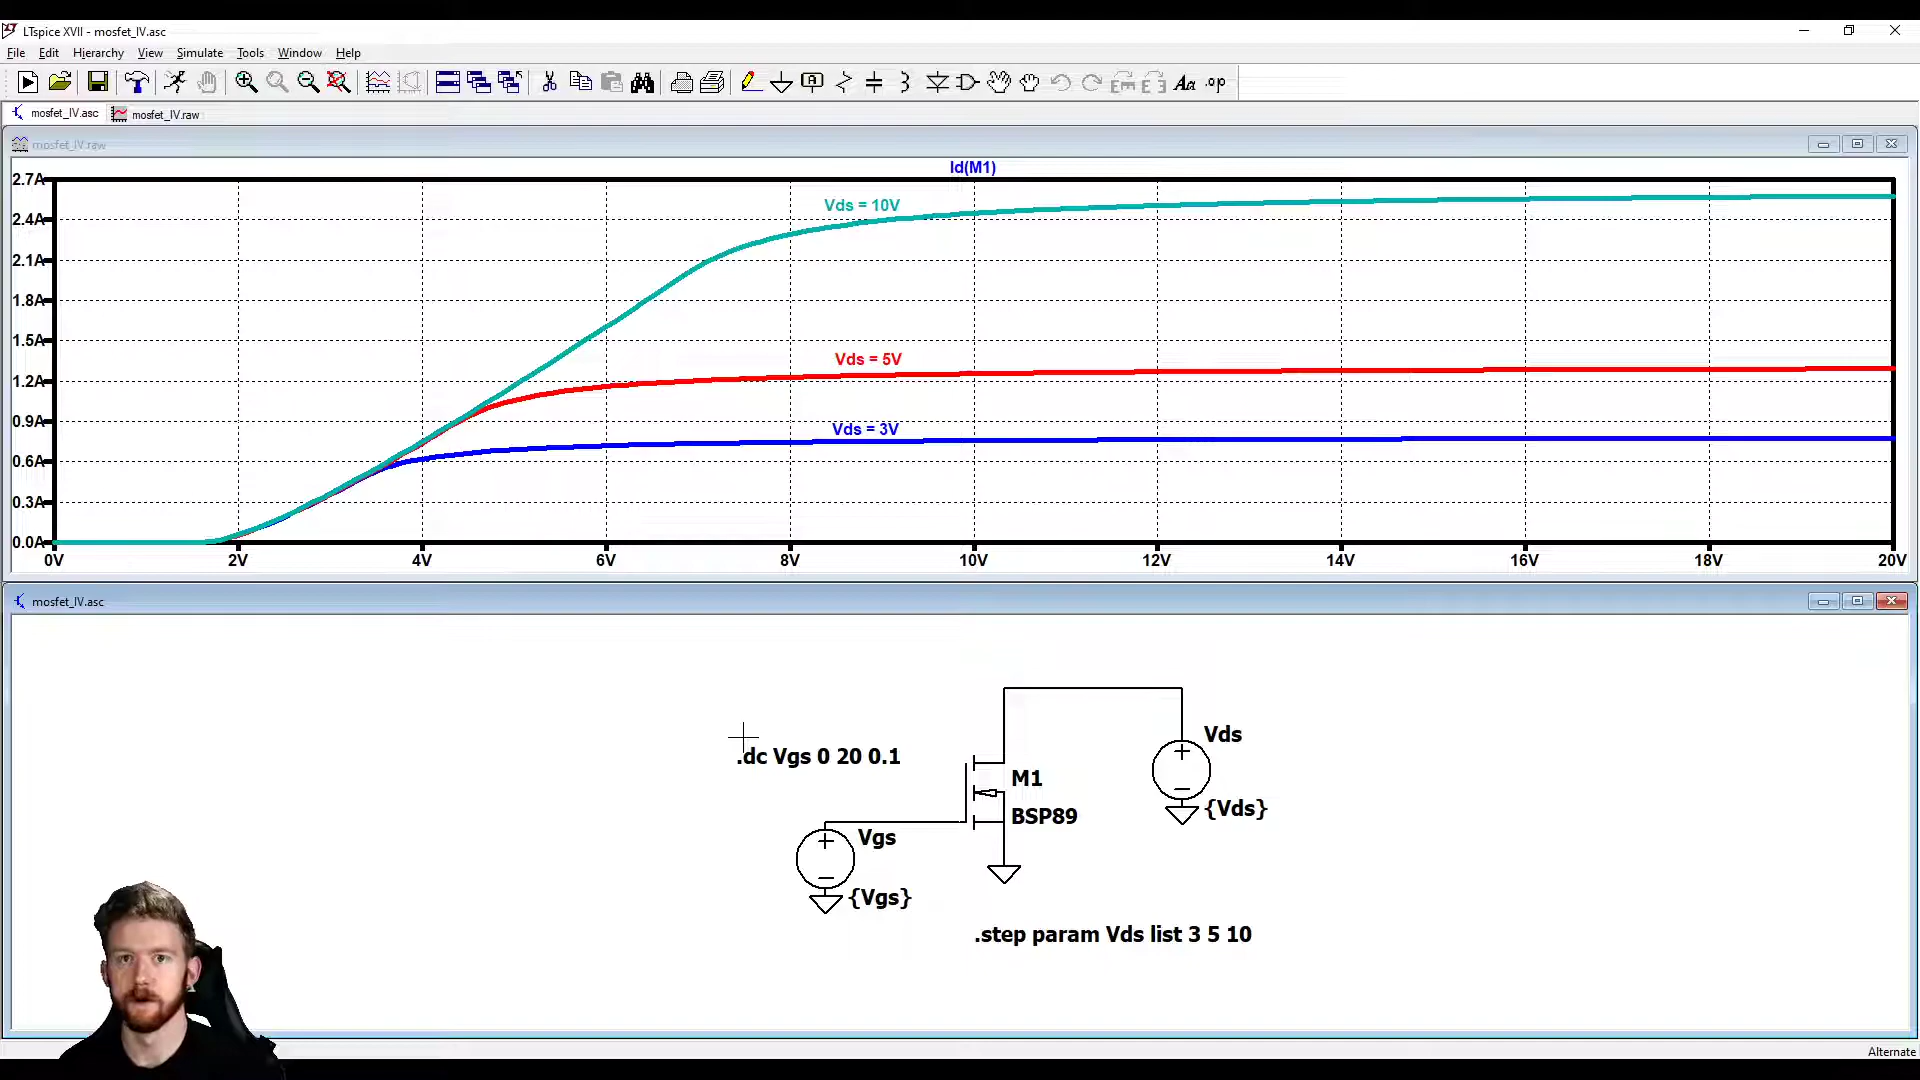 LTspice XVII - mosfet_IV.asc
File Edit Hierarchy View Simulate Tools Window Help
mosfet_IV.asc mosfet_IV.raw
mosfet_IV.raw
Id(M1)
2.7A
2.4A
2.1A
1.8A
1.5A
1.2A
0.9A
0.6A
0.3A
0.0A
Vds = 10V
Vds = 5V
Vds = 3V
0V 2V 4V 6V 8V 10V 12V 14V 16V 18V 20V
mosfet_IV.asc
Vds
.dc Vgs 0 20 0.1
M1
{Vds}
BSP89
Vgs
{Vgs}
.step param Vds list 3 5 10
Alternate